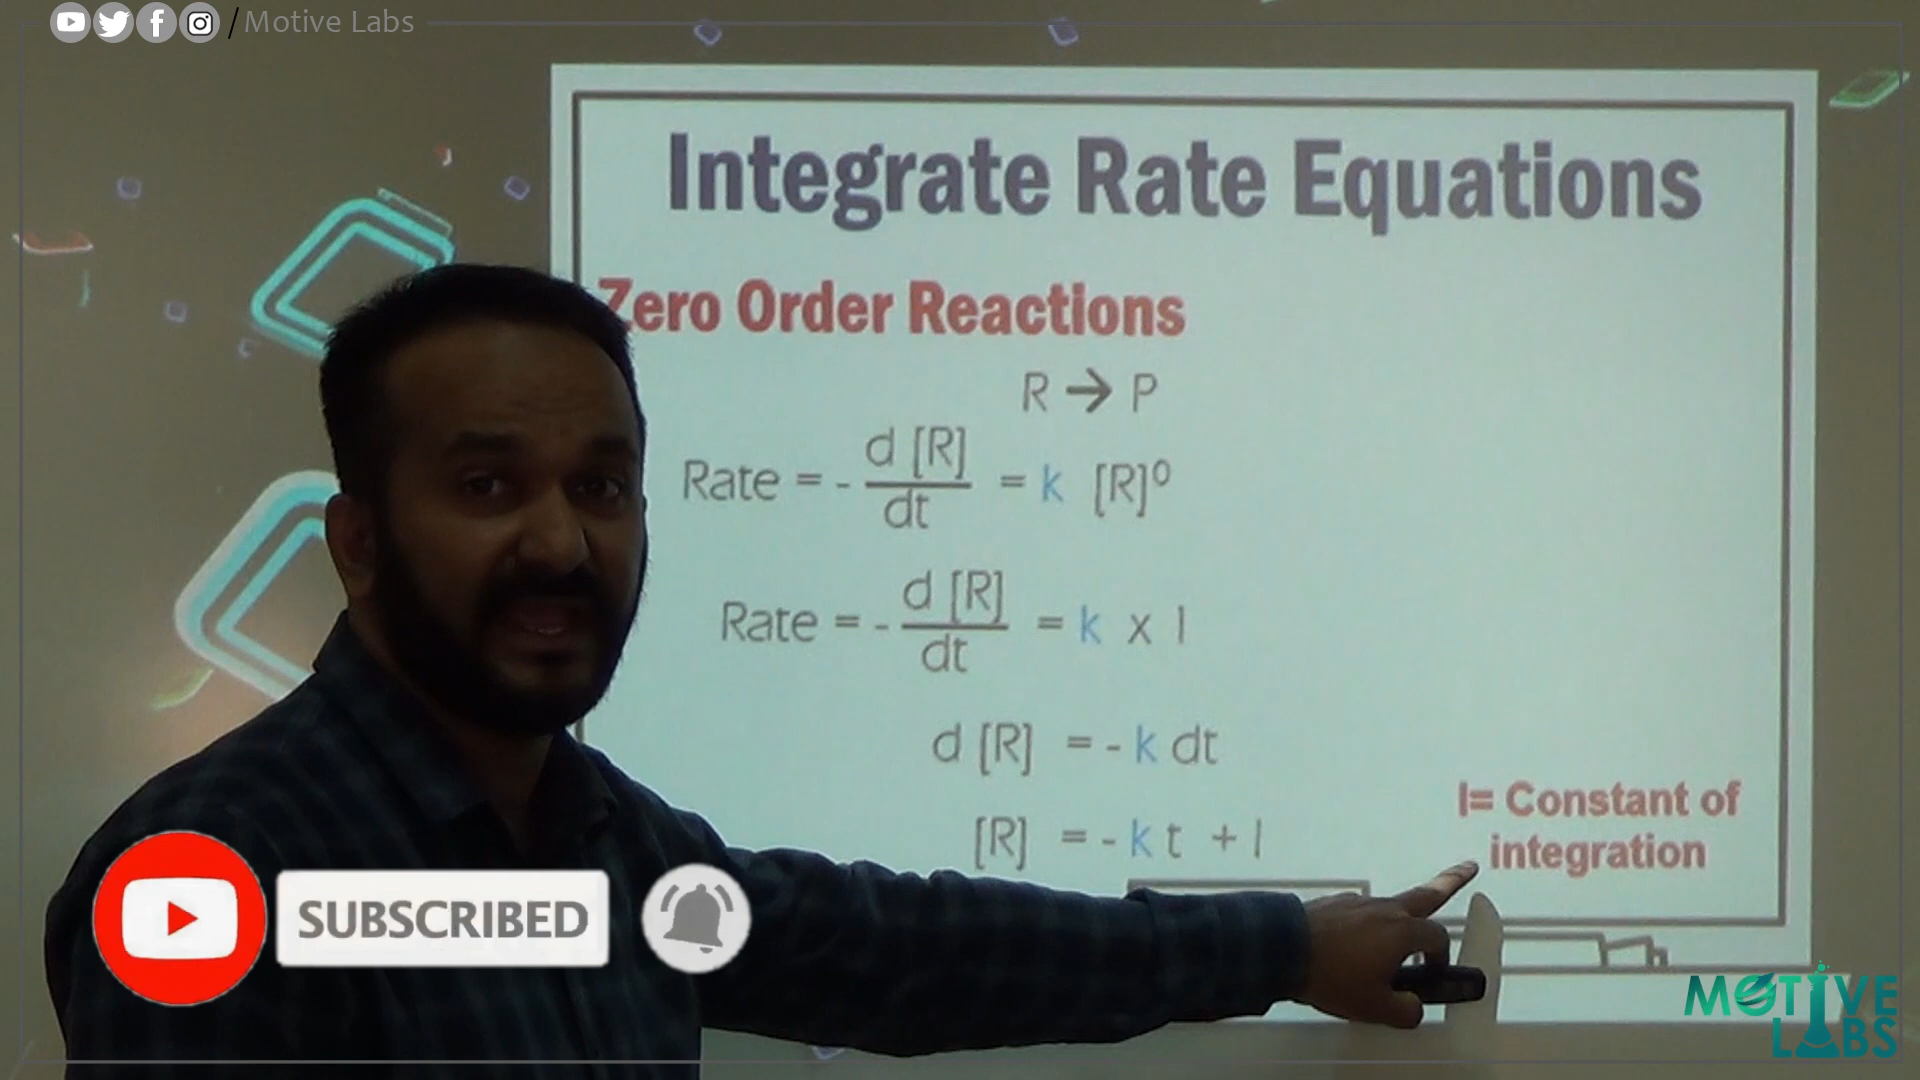 / Motive Labs
Integrate Rate Equations
Zero Order Reactions
R → P
Rate = - d [R] / dt = k [R]⁰
Rate = - d [R] / dt = k x 1
d [R] = - k dt
[R] = - k t + I
I= Constant of
integration
SUBSCRIBED
MOTIVE
LABS